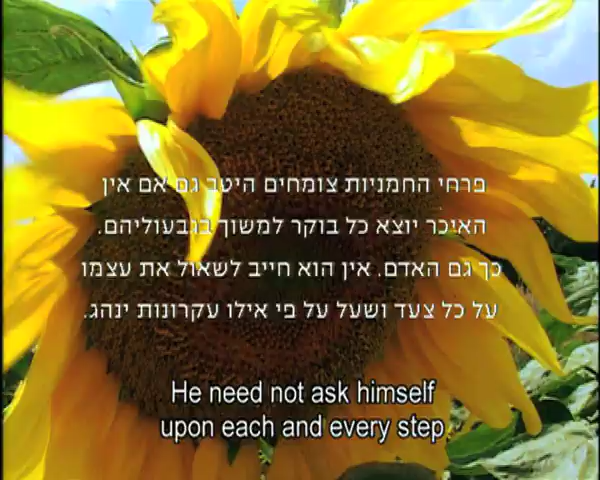 פרחי החמניות צומחים היטב גם אם אין
האיכר יוצא כל בוקר למשוך בגבעוליהם.
כך גם האדם. אין הוא חייב לשאול את עצמו
על כל צעד ושעל על פי אילו עקרונות ינהג.
He need not ask himself
upon each and every step